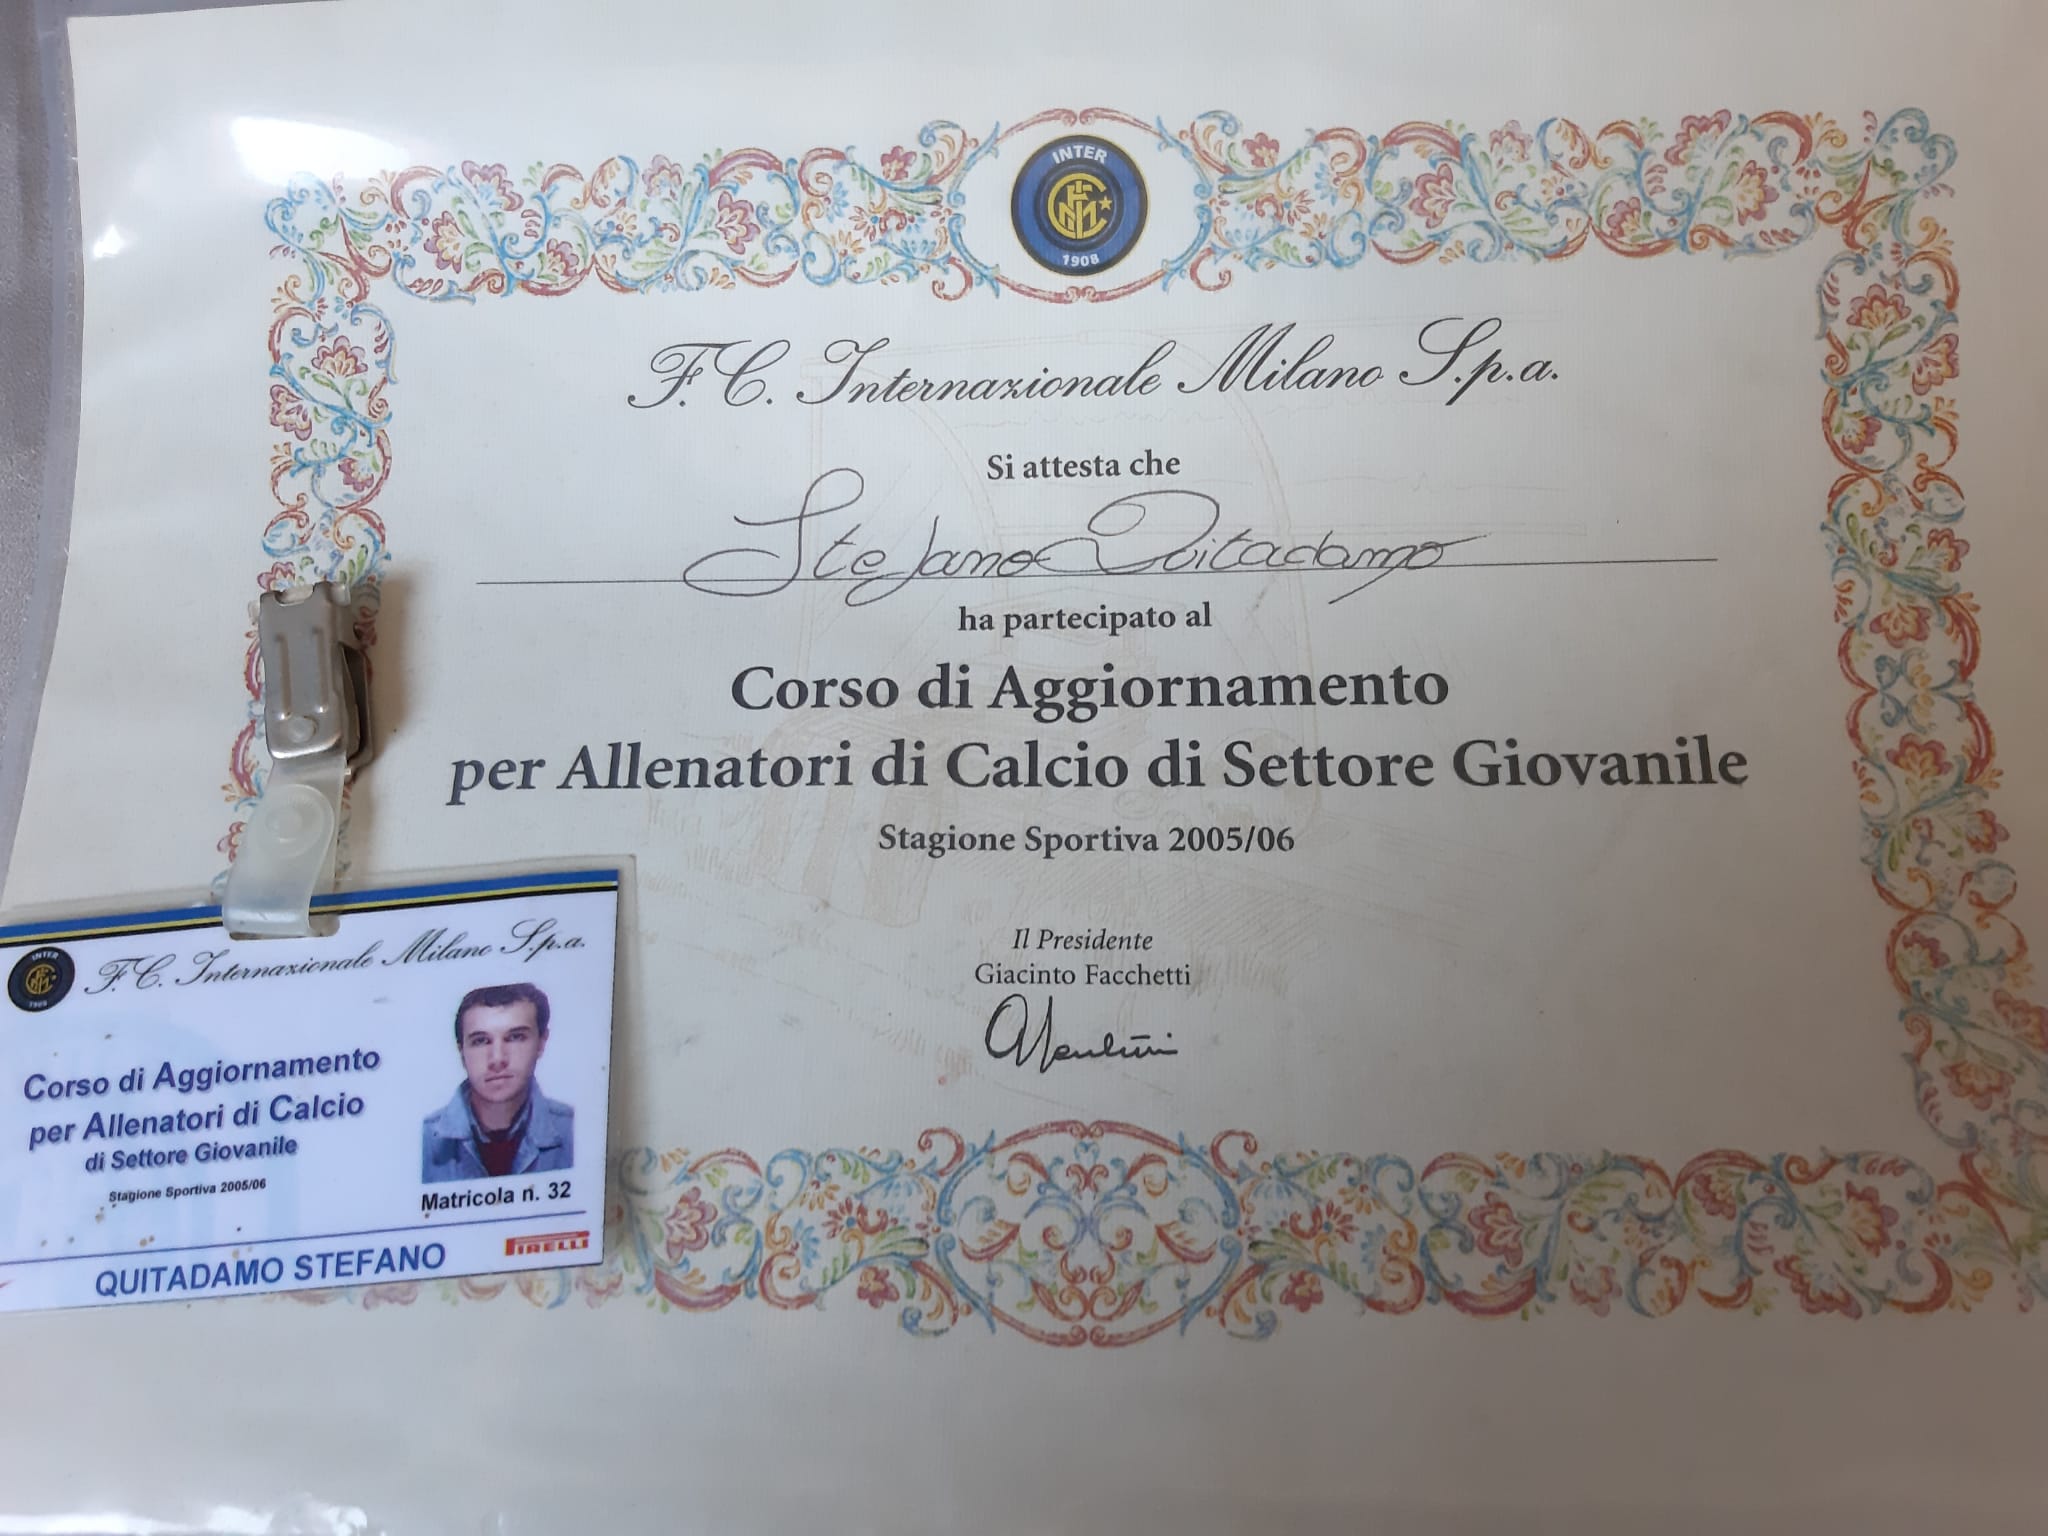 INTER
1908
F.C. Internazionale Milano S.p.a.
Si attesta che
Stefano Quitadamo
ha partecipato al
Corso di Aggiornamento
per Allenatori di Calcio di Settore Giovanile
Stagione Sportiva 2005/06
Il Presidente
Giacinto Facchetti
INTER
1908
F.C. Internazionale Milano S.p.a.
Corso di Aggiornamento
per Allenatori di Calcio
di Settore Giovanile
Stagione Sportiva 2005/06
Matricola n. 32
PIRELLI
QUITADAMO STEFANO